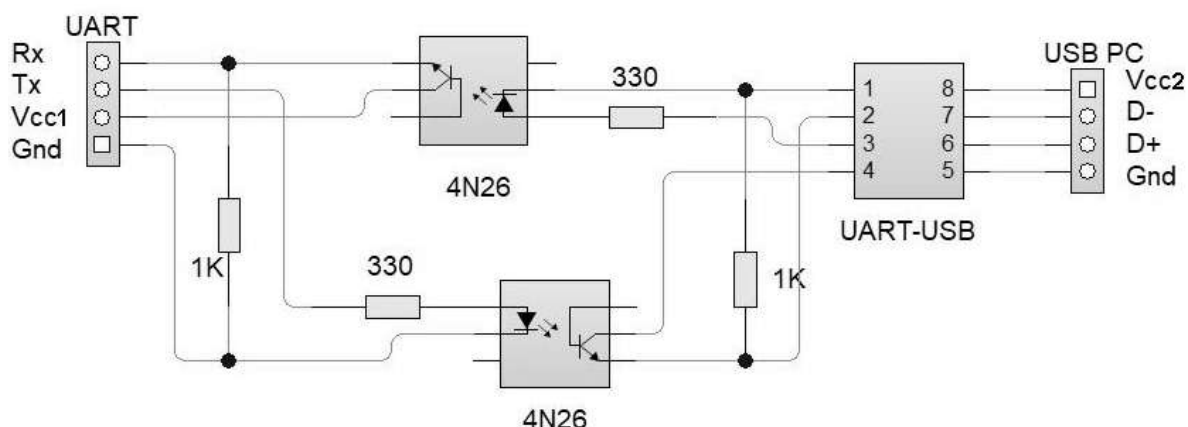 UART
Rx
Tx
Vcc1
Gnd
4N26
330
1K
330
4N26
1K
1
2
3
4
8
7
6
5
UART-USB
USB PC
Vcc2
D-
D+
Gnd